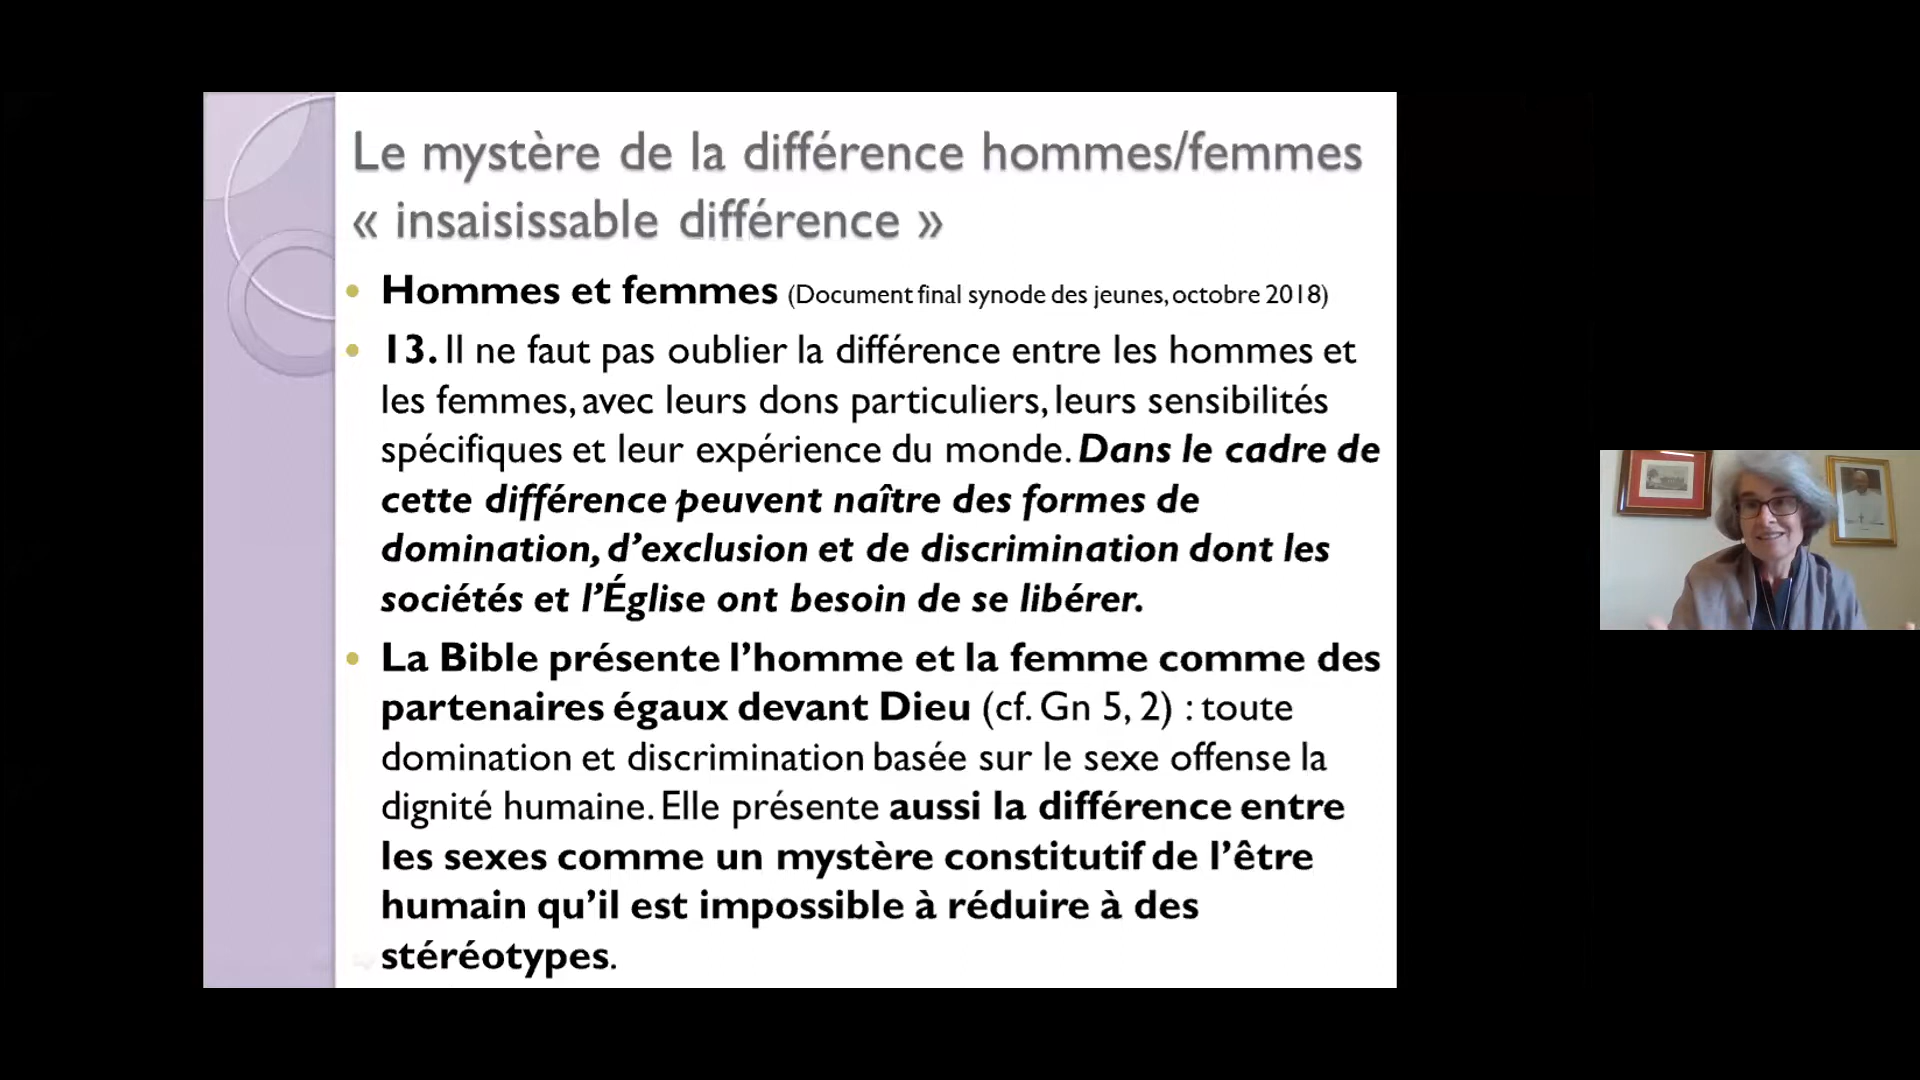 Le mystère de la différence hommes/femmes
« insaisissable différence »
• Hommes et femmes (Document final synode des jeunes, octobre 2018)
• 13. Il ne faut pas oublier la différence entre les hommes et
les femmes, avec leurs dons particuliers, leurs sensibilités
spécifiques et leur expérience du monde. Dans le cadre de
cette différence peuvent naître des formes de
domination, d’exclusion et de discrimination dont les
sociétés et l’Église ont besoin de se libérer.
• La Bible présente l’homme et la femme comme des
partenaires égaux devant Dieu (cf. Gn 5, 2) : toute
domination et discrimination basée sur le sexe offense la
dignité humaine. Elle présente aussi la différence entre
les sexes comme un mystère constitutif de l’être
humain qu’il est impossible à réduire à des
stéréotypes.